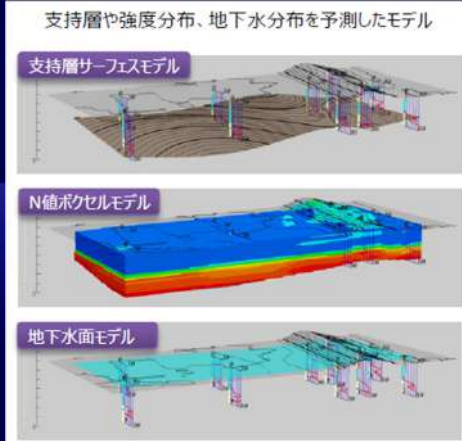 支持層や強度分布、地下水分布を予測したモデル
支持層サーフェスモデル
N値ボクセルモデル
地下水面モデル